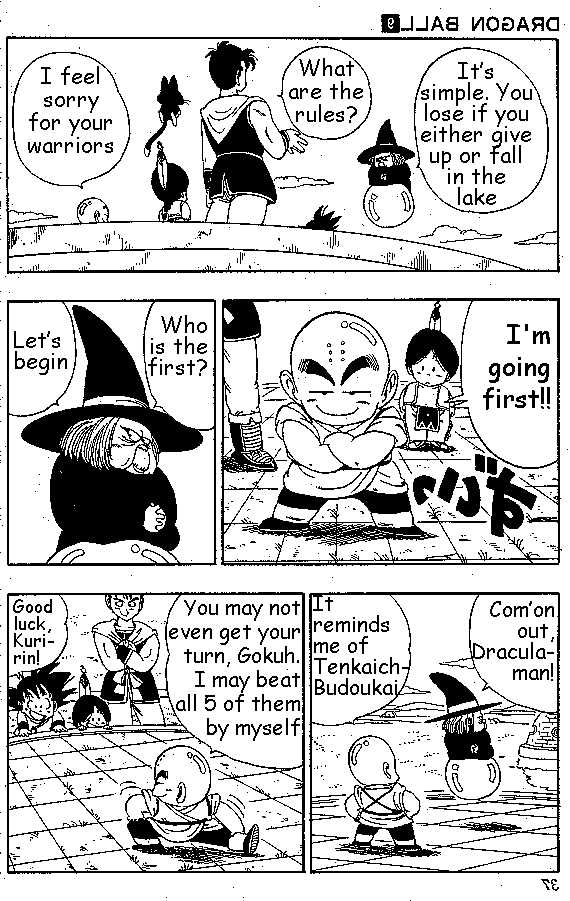 DRAGON BALL 9
I feel
sorry
for your
warriors
What
are the
rules?
It's
simple. You
lose if you
either give
up or fall
in the
lake
Let's
begin
Who
is the
first?
I'm
going
first!!
Good
luck,
Kuri-
rin!
You may not
even get your
turn, Gokuh.
I may beat
all 5 of them
by myself
It
reminds
me of
Tenkaich-
Budoukai
Com'on
out,
Dracula-
man!
37